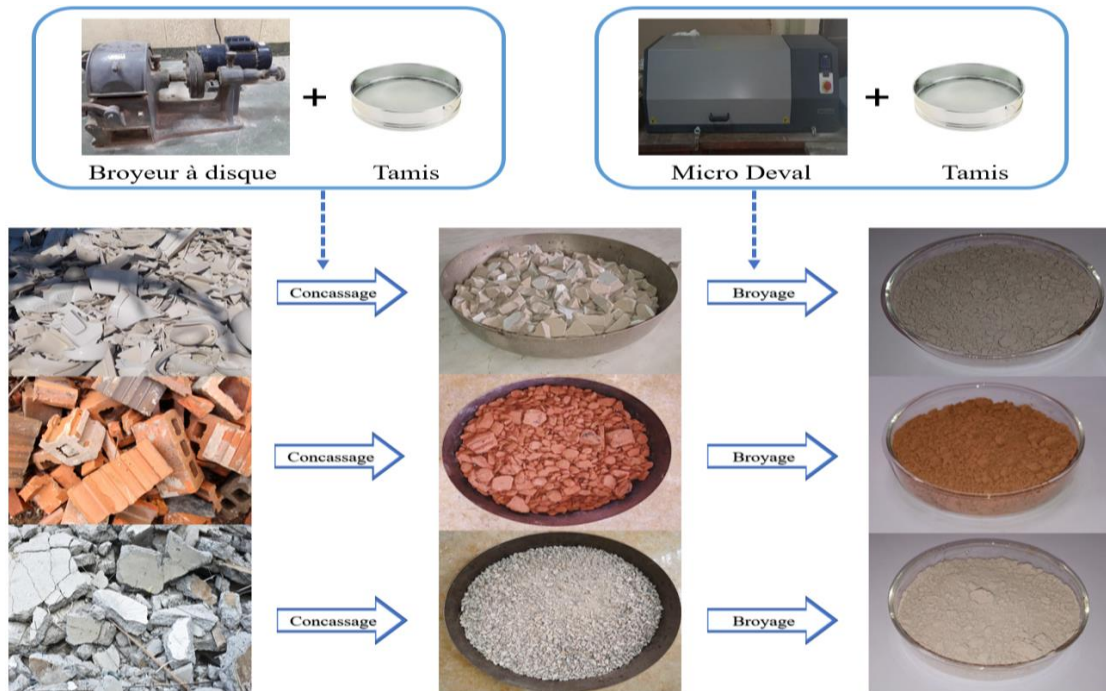 Broyeur à disque
+
Tamis
Micro Deval
+
Tamis
Concassage
Broyage
Concassage
Broyage
Concassage
Broyage